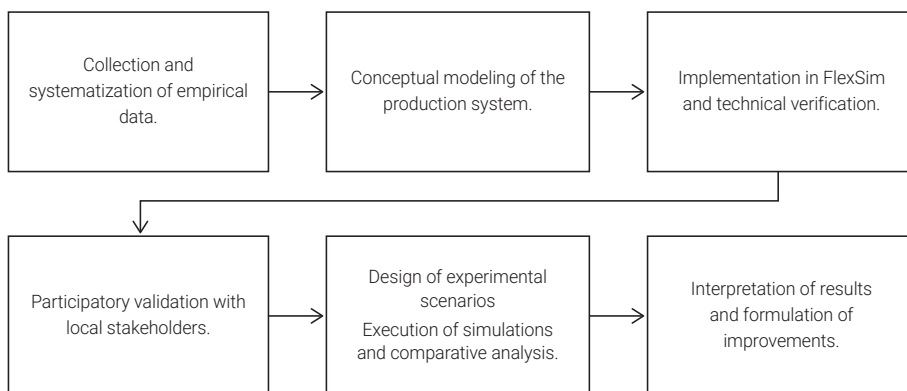 Collection and
systematization of empirical
data.
Conceptual modeling of the
production system.
Implementation in FlexSim
and technical verification.
Participatory validation with
local stakeholders.
Design of experimental
scenarios
Execution of simulations
and comparative analysis.
Interpretation of results
and formulation of
improvements.